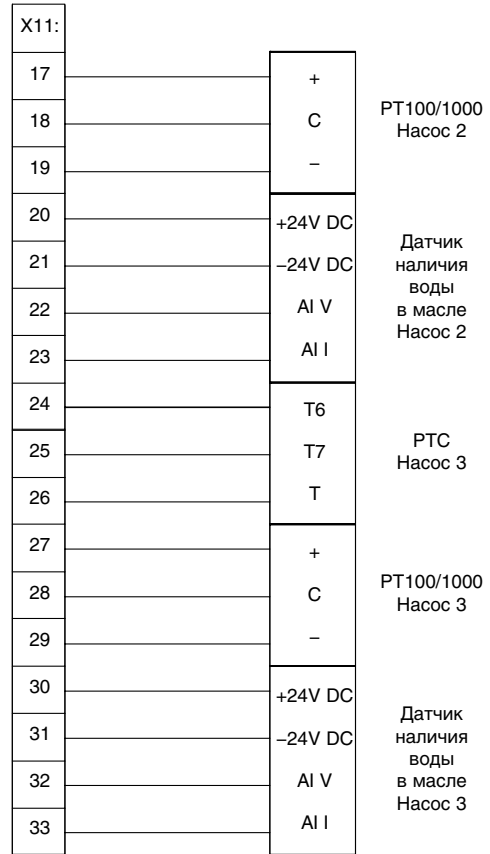 X11:
17
+
18
C
19
–
PT100/1000
Насос 2
20
+24V DC
21
–24V DC
22
AI V
23
AI I
Датчик
наличия
воды
в масле
Насос 2
24
T6
25
T7
26
T
PTC
Насос 3
27
+
28
C
29
–
PT100/1000
Насос 3
30
+24V DC
31
–24V DC
32
AI V
33
AI I
Датчик
наличия
воды
в масле
Насос 3